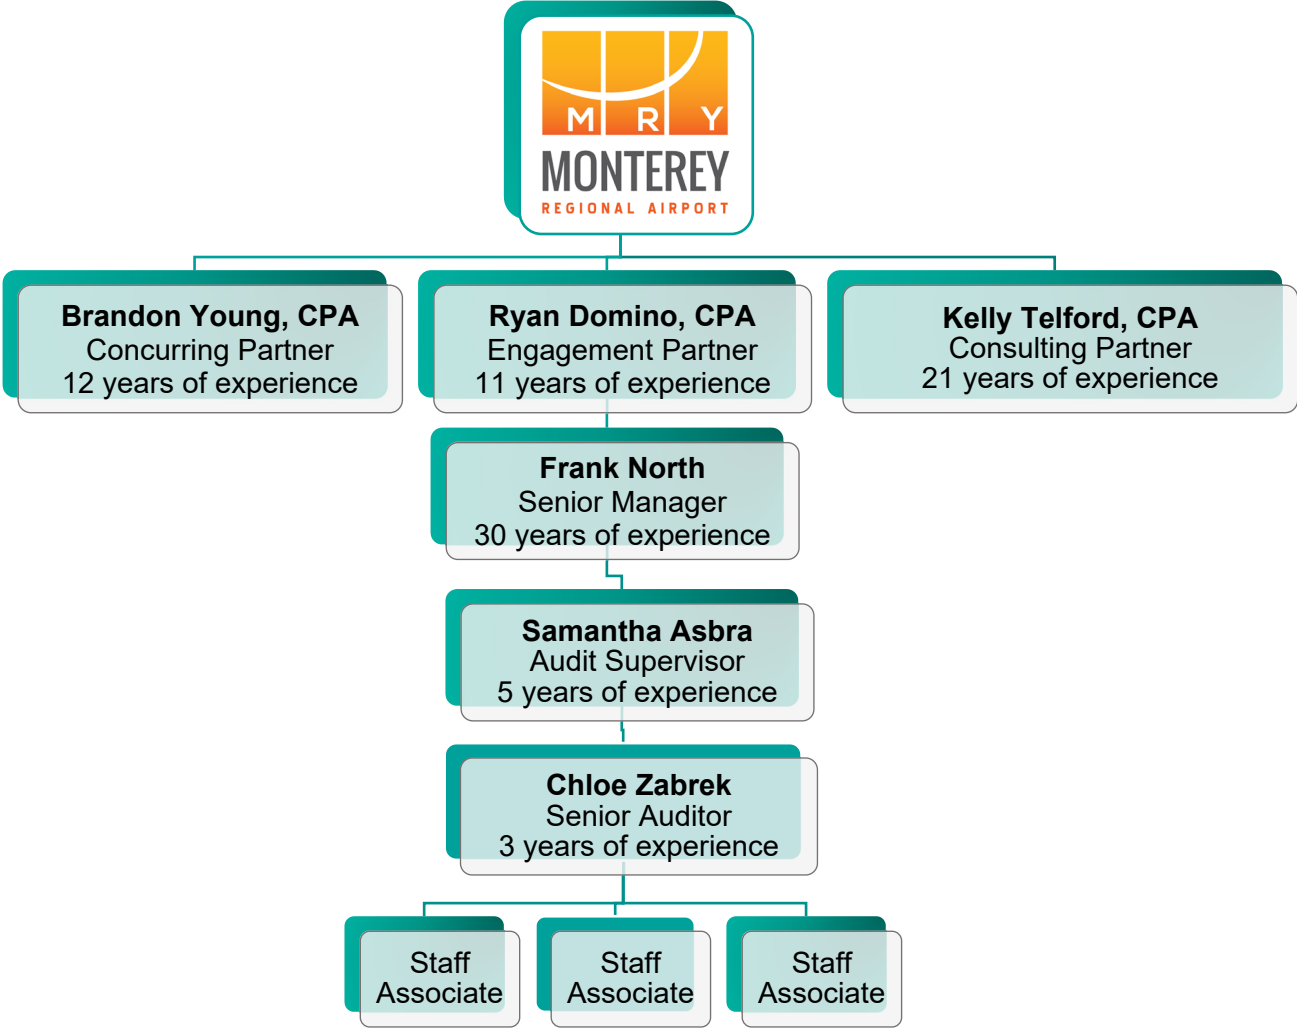 M R Y
MONTEREY
REGIONAL AIRPORT
Brandon Young, CPA
Concurring Partner
12 years of experience
Ryan Domino, CPA
Engagement Partner
11 years of experience
Kelly Telford, CPA
Consulting Partner
21 years of experience
Frank North
Senior Manager
30 years of experience
Samantha Asbra
Audit Supervisor
5 years of experience
Chloe Zabrek
Senior Auditor
3 years of experience
Staff
Associate
Staff
Associate
Staff
Associate